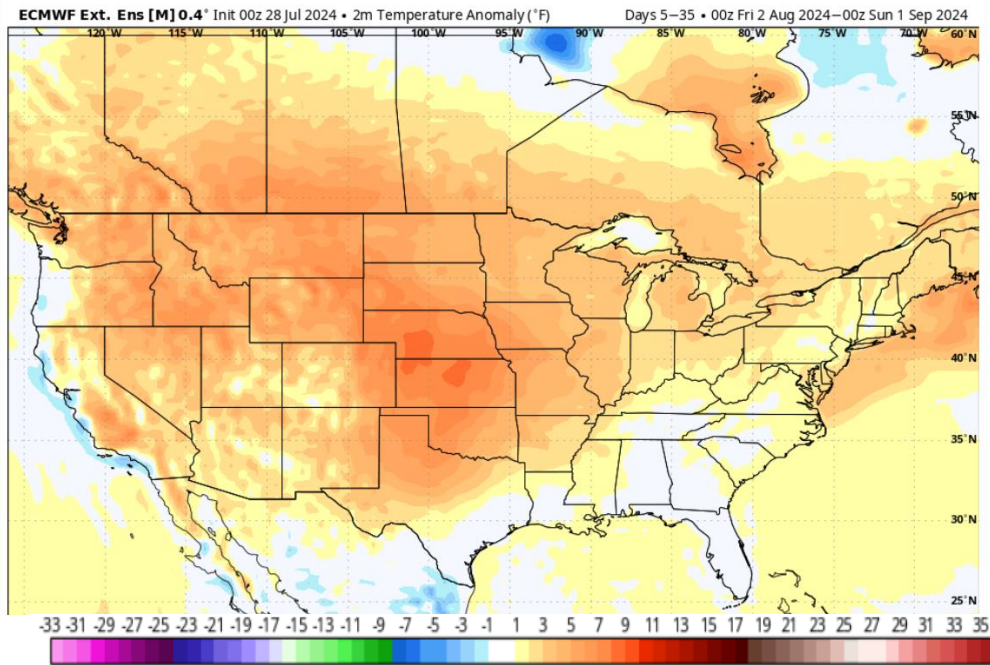 ECMWF Ext. Ens [M] 0.4° Init 00z 28 Jul 2024 • 2m Temperature Anomaly (°F) Days 5−35 • 00z Fri 2 Aug 2024−00z Sun 1 Sep 2024
120°W 115°W 110°W 105°W 100°W 95°W 90°W 85°W 80°W 75°W 70°W 60°N
55°N
50°N
45°N
40°N
35°N
30°N
25°N
-33 -31 -29 -27 -25 -23 -21 -19 -17 -15 -13 -11 -9 -7 -5 -3 -1 1 3 5 7 9 11 13 15 17 19 21 23 25 27 29 31 33 35